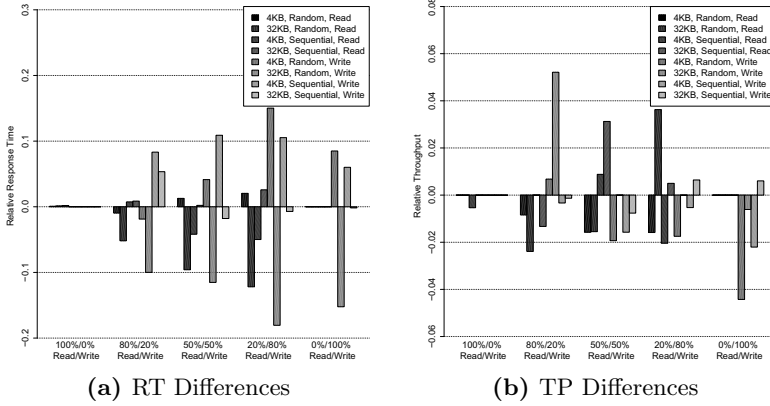 0.3
0.2
0.1
0.0
−0.1
−0.2
Relative Response Time
4KB, Random, Read
32KB, Random, Read
4KB, Sequential, Read
32KB, Sequential, Read
4KB, Random, Write
32KB, Random, Write
4KB, Sequential, Write
32KB, Sequential, Write
100%/0% 80%/20% 50%/50% 20%/80% 0%/100%
Read/Write Read/Write Read/Write Read/Write Read/Write
(a) RT Differences
0.08
0.06
0.04
0.02
0.00
−0.02
−0.04
−0.06
Relative Throughput
4KB, Random, Read
32KB, Random, Read
4KB, Sequential, Read
32KB, Sequential, Read
4KB, Random, Write
32KB, Random, Write
4KB, Sequential, Write
32KB, Sequential, Write
100%/0% 80%/20% 50%/50% 20%/80% 0%/100%
Read/Write Read/Write Read/Write Read/Write Read/Write
(b) TP Differences